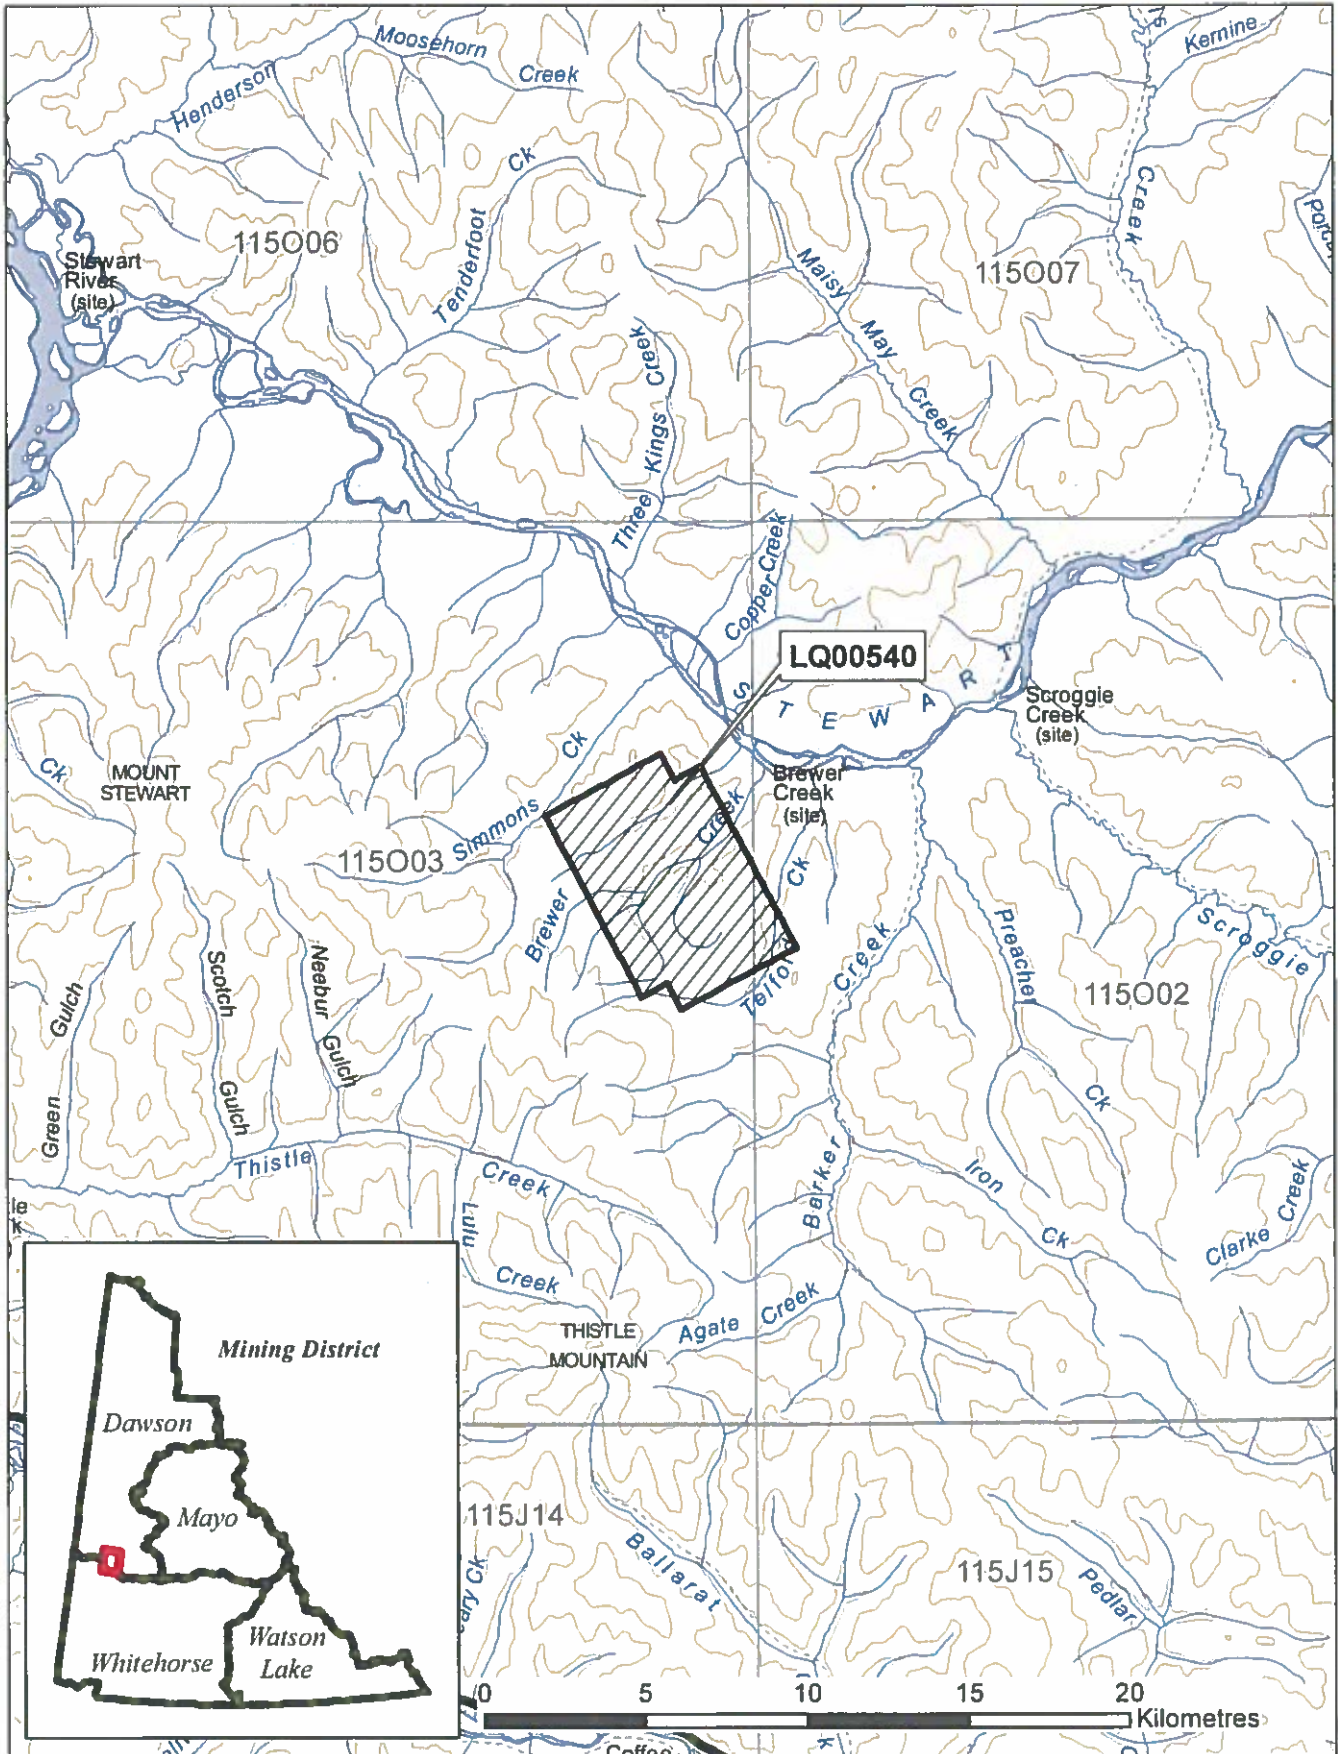 Moosehorn
Creek
Kernine
Henderson
Creek
Ck
Tenderfoot
115O06
115O07
Stewart
River
(site)
Maisy
May
Creek
Three Kings Creek
Copper Creek
LQ00540
STEWART
Scroggie
Creek
(site)
Ck
MOUNT
STEWART
Simmons Ck
115O03
Brewer
Creek
(site)
Brewer Creek
Ck
Preacher
Ck
Scroggie
115O02
Green Gulch
Scotch
Gulch
Neebur
Gulch
Barker Creek
Thistle
Creek
Iron
Ck
Clarke Creek
Lulu
Creek
Agate Creek
THISTLE
MOUNTAIN
Mining District
Dawson
Mayo
Watson
Lake
Whitehorse
115J14
115J15
Ballarat
Pedlar
0 5 10 15 20
Kilometres